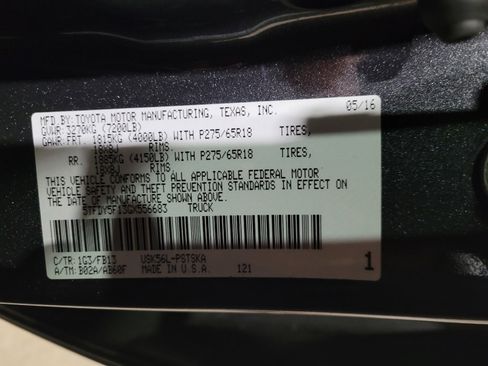 MFD.BY:TOYOTA MOTOR MANUFACTURING, TEXAS, INC. 05/16
GVWR:3270KG (7200LB)
GAWR:FRT. 1815KG (4000LB) WITH P275/65R18 TIRES,
18X8J RIMS,
RR. 1885KG (4150LB) WITH P275/65R18 TIRES,
18X8J RIMS,
THIS VEHICLE CONFORMS TO ALL APPLICABLE FEDERAL MOTOR
VEHICLE SAFETY AND THEFT PREVENTION STANDARDS IN EFFECT ON
THE DATE OF MANUFACTURE SHOWN ABOVE.
5TFDY5F13GX556683 TRUCK
C/TR:1G3/FB13 USK56L-PSTSKA
A/TM:B02A/AB60F MADE IN U.S.A. 121 1